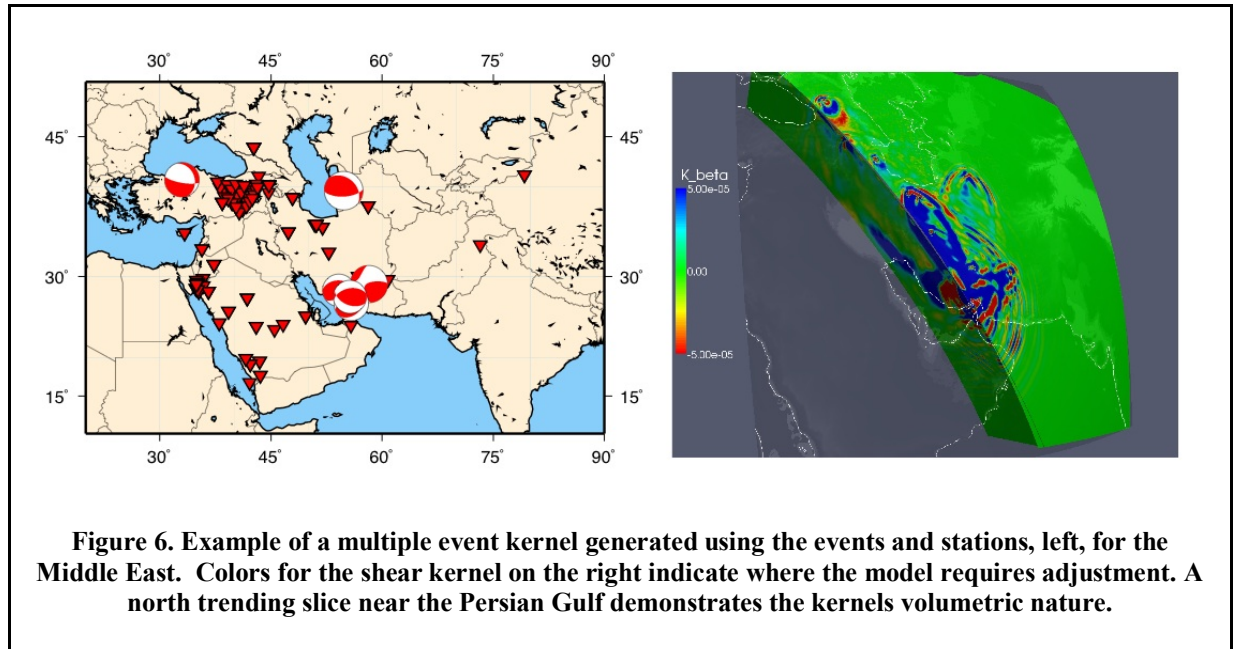 30° 45° 60° 75° 90°
45° 45°
30° 30°
15° 15°
30° 45° 60° 75° 90°
K_beta
5.00e-05
0.00
-5.00e-05
Figure 6. Example of a multiple event kernel generated using the events and stations, left, for the
Middle East. Colors for the shear kernel on the right indicate where the model requires adjustment. A
north trending slice near the Persian Gulf demonstrates the kernels volumetric nature.